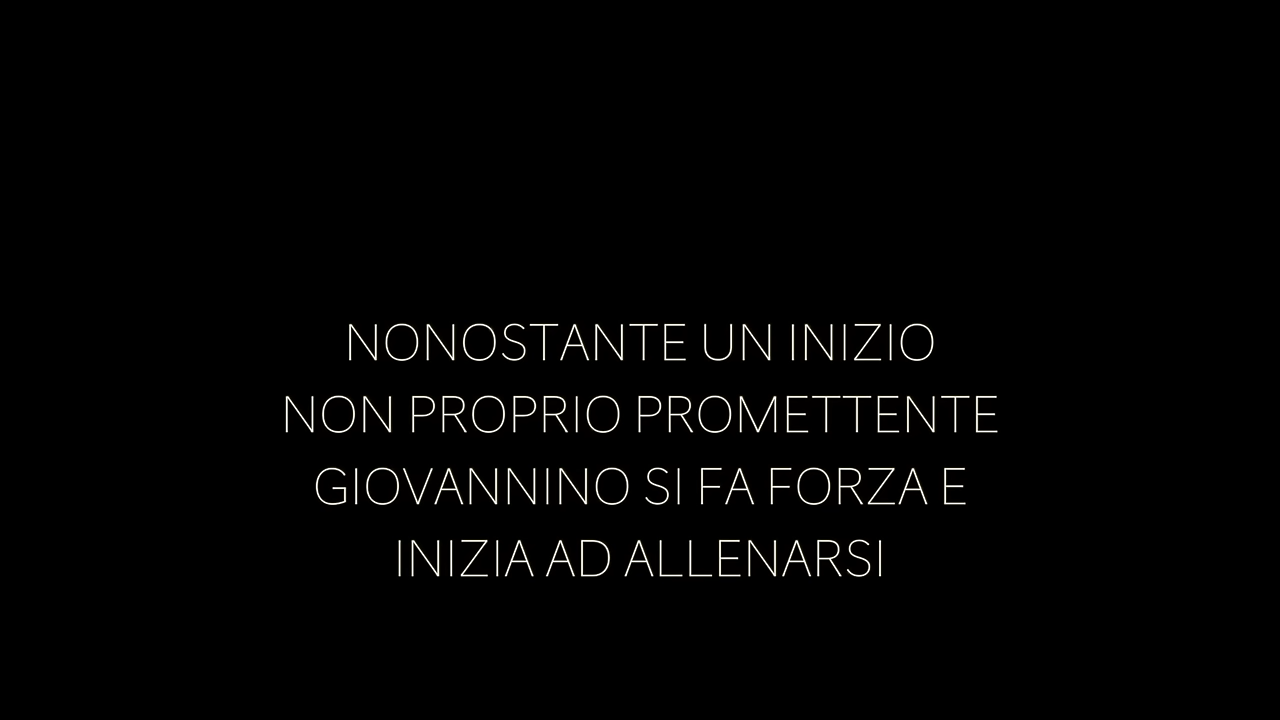 NONOSTANTE UN INIZIO
NON PROPRIO PROMETTENTE
GIOVANNINO SI FA FORZA E
INIZIA AD ALLENARSI